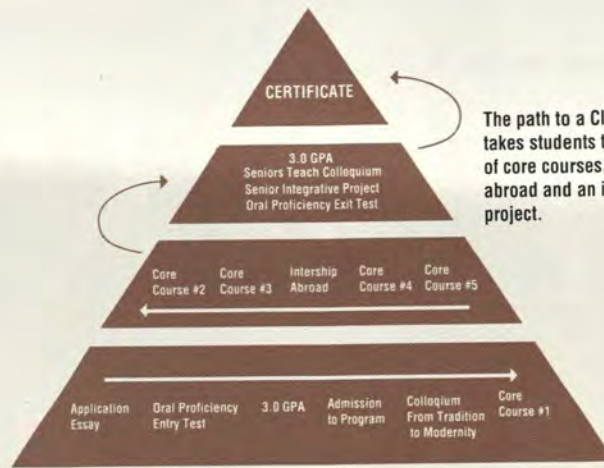 CERTIFICATE
3.0 GPA
Seniors Teach Colloquium
Senior Integrative Project
Oral Proficiency Exit Test
Core Course #2
Core Course #3
Intership Abroad
Core Course #4
Core Course #5
Application Essay
Oral Proficiency Entry Test
3.0 GPA
Admission to Program
Colloqium From Tradition to Modernity
Core Course #1
The path to a
takes students
of core courses,
abroad and an
project.